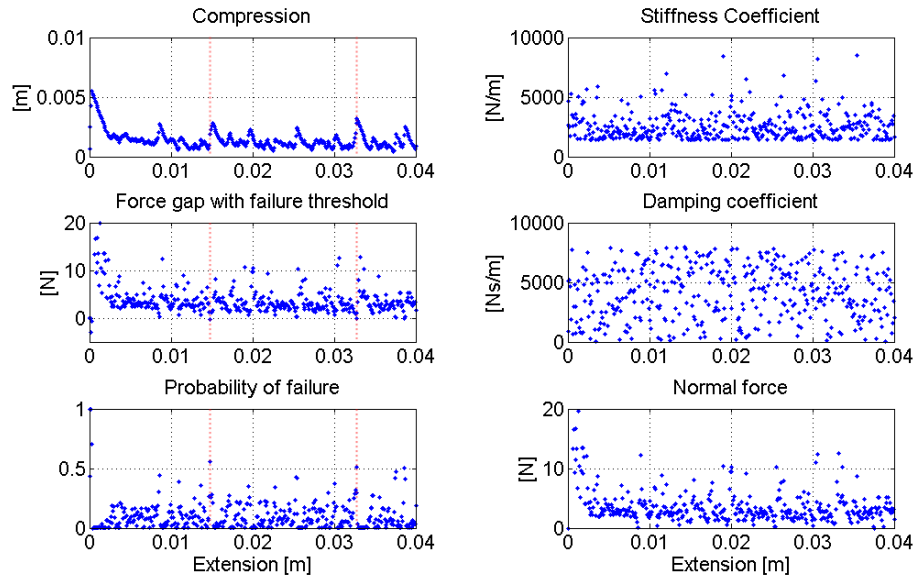 Compression
0.01
0.005
0
[m]
0 0.01 0.02 0.03 0.04
Stiffness Coefficient
10000
5000
0
[N/m]
0 0.01 0.02 0.03 0.04
Force gap with failure threshold
20
10
0
[N]
0 0.01 0.02 0.03 0.04
Damping coefficient
10000
5000
0
[Ns/m]
0 0.01 0.02 0.03 0.04
Probability of failure
1
0.5
0
0 0.01 0.02 0.03 0.04
Extension [m]
Normal force
20
10
0
[N]
0 0.01 0.02 0.03 0.04
Extension [m]